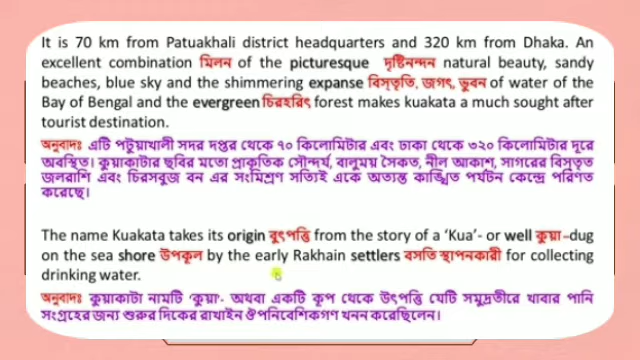 It is 70 km from Patuakhali district headquarters and 320 km from Dhaka. An
excellent combination মিলন of the picturesque দৃষ্টিনন্দন natural beauty, sandy
beaches, blue sky and the shimmering expanse বিস্তৃতি, জগৎ, ভুবন of water of the
Bay of Bengal and the evergreen চিরহরিৎ forest makes kuakata a much sought after
tourist destination.
অনুবাদঃ এটি পটুয়াখালী সদর দপ্তর থেকে ৭০ কিলোমিটার এবং ঢাকা থেকে ৩২০ কিলোমিটার দূরে
অবস্থিত। কুয়াকাটার ছবির মতো প্রাকৃতিক সৌন্দর্য, বালুময় সৈকত, নীল আকাশ, সাগরের বিস্তৃত
জলরাশি এবং চিরসবুজ বন এর সংমিশ্রণ সত্যিই একে অত্যন্ত কাঙ্খিত পর্যটন কেন্দ্রে পরিণত
করেছে।
The name Kuakata takes its origin বুৎপত্তি from the story of a ‘Kua’- or well কুয়া–dug
on the sea shore উপকূল by the early Rakhain settlers বসতি স্থাপনকারী for collecting
drinking water.
অনুবাদঃ কুয়াকাটা নামটি ‘কুয়া’- অথবা একটি কূপ থেকে উৎপত্তি যেটি সমুদ্রতীরে খাবার পানি
সংগ্রহের জন্য শুরুর দিকের রাখাইন ঔপনিবেশিকগণ খনন করেছিলেন।